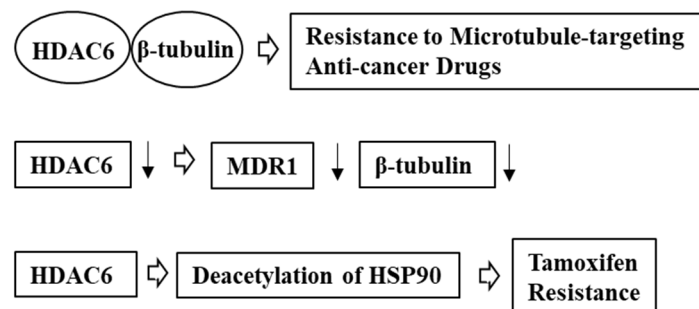 HDAC6 β-tubulin Resistance to Microtubule-targeting
Anti-cancer Drugs
HDAC6 MDR1 β-tubulin
HDAC6 Deacetylation of HSP90 Tamoxifen
Resistance